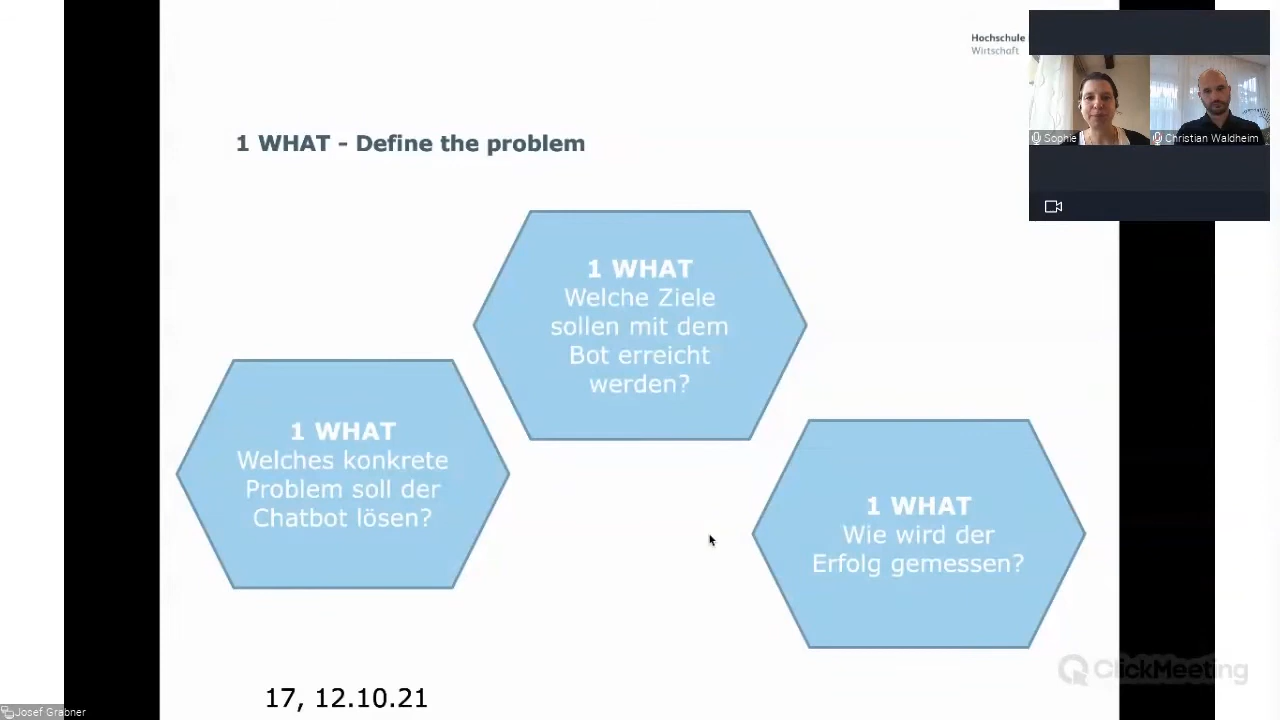 Hochschule
Wirtschaft
Sophie
Christian Waldheim
1 WHAT - Define the problem
1 WHAT
Welche Ziele
sollen mit dem
Bot erreicht
werden?
1 WHAT
Welches konkrete
Problem soll der
Chatbot lösen?
1 WHAT
Wie wird der
Erfolg gemessen?
ClickMeeting
17, 12.10.21
Josef Grabner